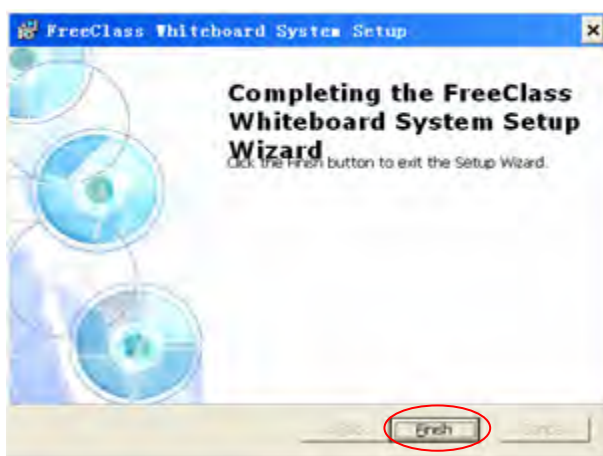 FreeClass Whiteboard System Setup
Completing the FreeClass
Whiteboard System Setup
Wizard
Click the Finish button to exit the Setup Wizard.
Finish